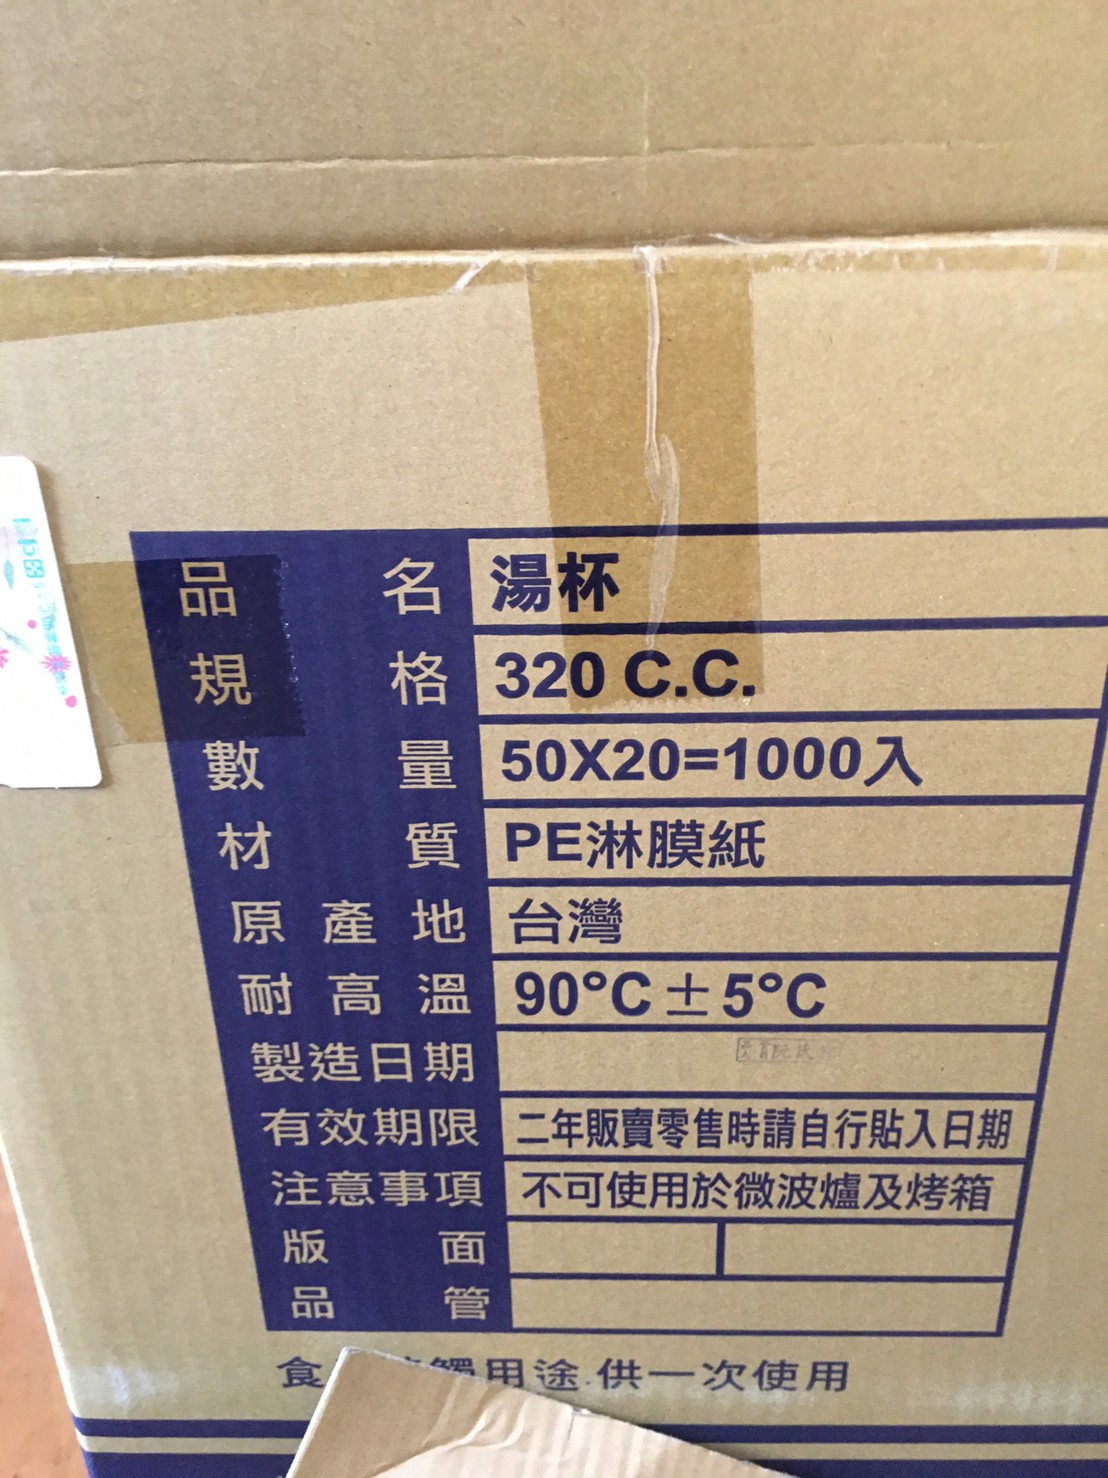 品名 湯杯
規格 320 C.C.
數量 50X20=1000入
材質 PE淋膜紙
原產地 台灣
耐高溫 90°C±5°C
製造日期
有效期限 二年販賣零售時請自行貼入日期
注意事項 不可使用於微波爐及烤箱
版面
品管
食 觸用途.供一次使用